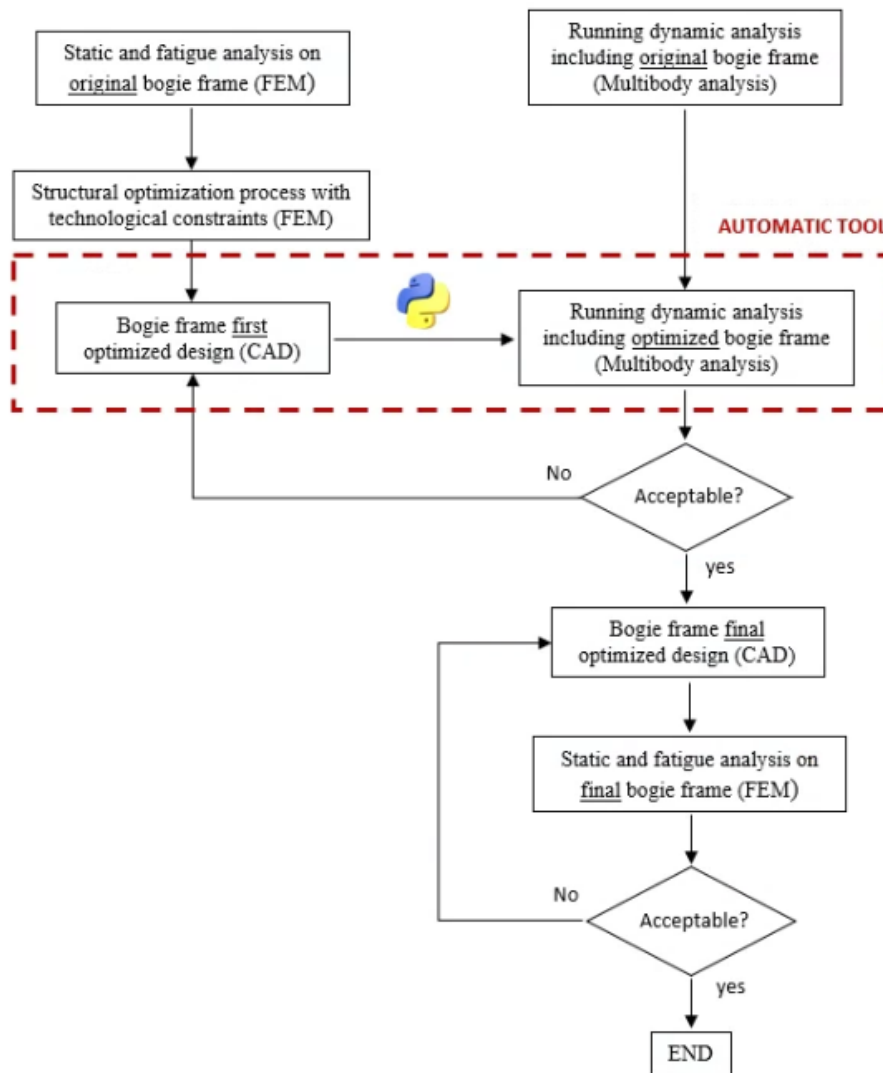 Static and fatigue analysis on
original bogie frame (FEM)
Running dynamic analysis
including original bogie frame
(Multibody analysis)
Structural optimization process with
technological constraints (FEM)
AUTOMATIC TOOL
Bogie frame first
optimized design (CAD)
Running dynamic analysis
including optimized bogie frame
(Multibody analysis)
No
Acceptable?
yes
Bogie frame final
optimized design (CAD)
Static and fatigue analysis on
final bogie frame (FEM)
No
Acceptable?
yes
END